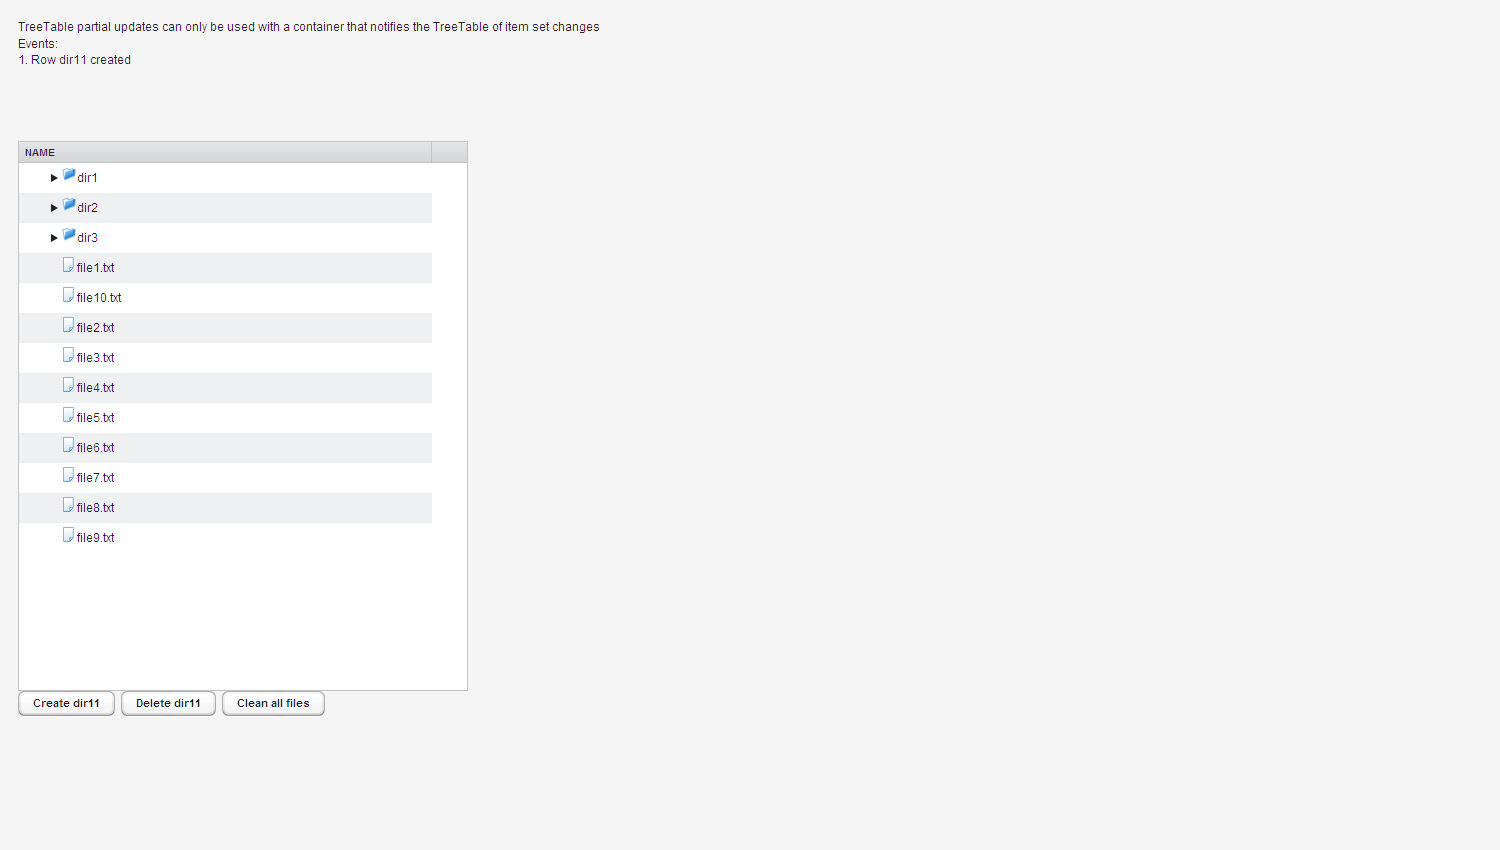 TreeTable partial updates can only be used with a container that notifies the TreeTable of item set changes
Events:
1. Row dir11 created
NAME
dir1
dir2
dir3
file1.txt
file10.txt
file2.txt
file3.txt
file4.txt
file5.txt
file6.txt
file7.txt
file8.txt
file9.txt
Create dir11 Delete dir11 Clean all files